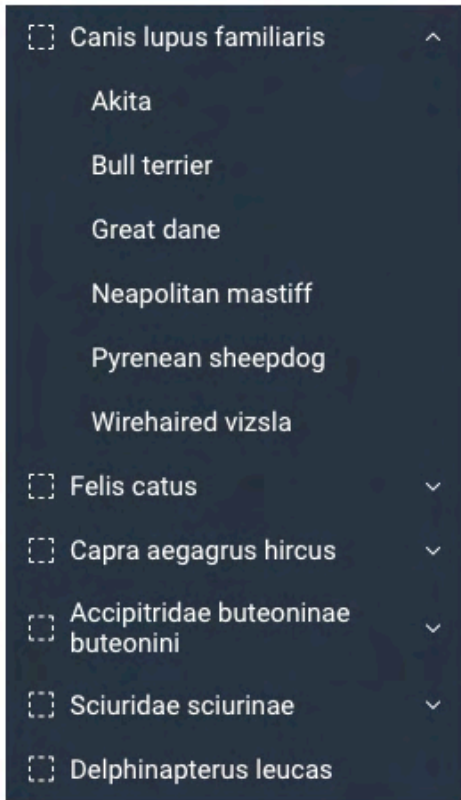 Canis lupus familiaris
Akita
Bull terrier
Great dane
Neapolitan mastiff
Pyrenean sheepdog
Wirehaired vizsla
Felis catus
Capra aegagrus hircus
Accipitridae buteoninae
buteonini
Sciuridae sciurinae
Delphinapterus leucas